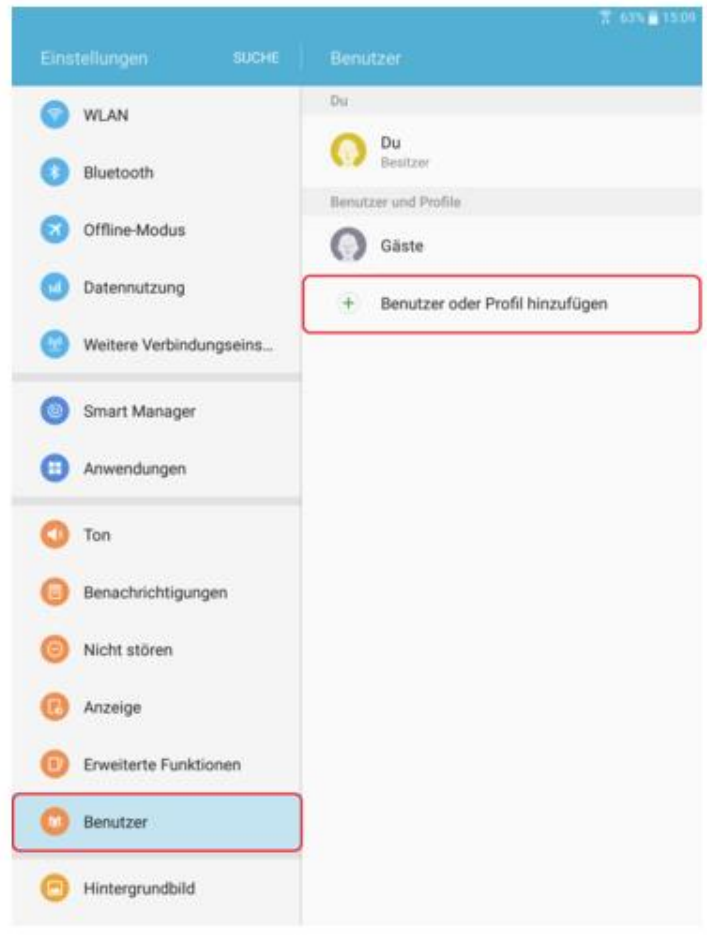 63% 15:09
Einstellungen SUCHE
Benutzer
WLAN
Bluetooth
Offline-Modus
Datennutzung
Weitere Verbindungseins...
Smart Manager
Anwendungen
Ton
Benachrichtigungen
Nicht stören
Anzeige
Erweiterte Funktionen
Benutzer
Hintergrundbild
Du
Du
Besitzer
Benutzer und Profile
Gäste
Benutzer oder Profil hinzufügen